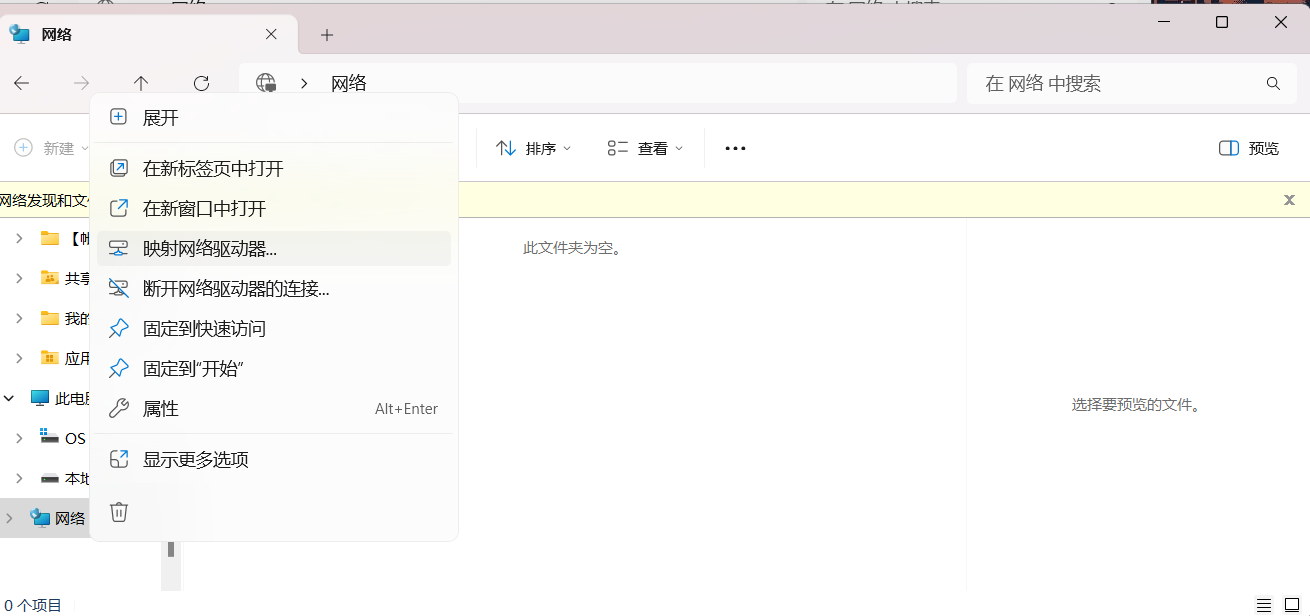 网络
网络
在 网络 中搜索
新建
排序
查看
预览
网络发现和文
此文件夹为空。
选择要预览的文件。
共享
我的
应用
此电脑
OS
本地
网络
展开
在新标签页中打开
在新窗口中打开
映射网络驱动器...
断开网络驱动器的连接...
固定到快速访问
固定到“开始”
属性 Alt+Enter
显示更多选项
0 个项目